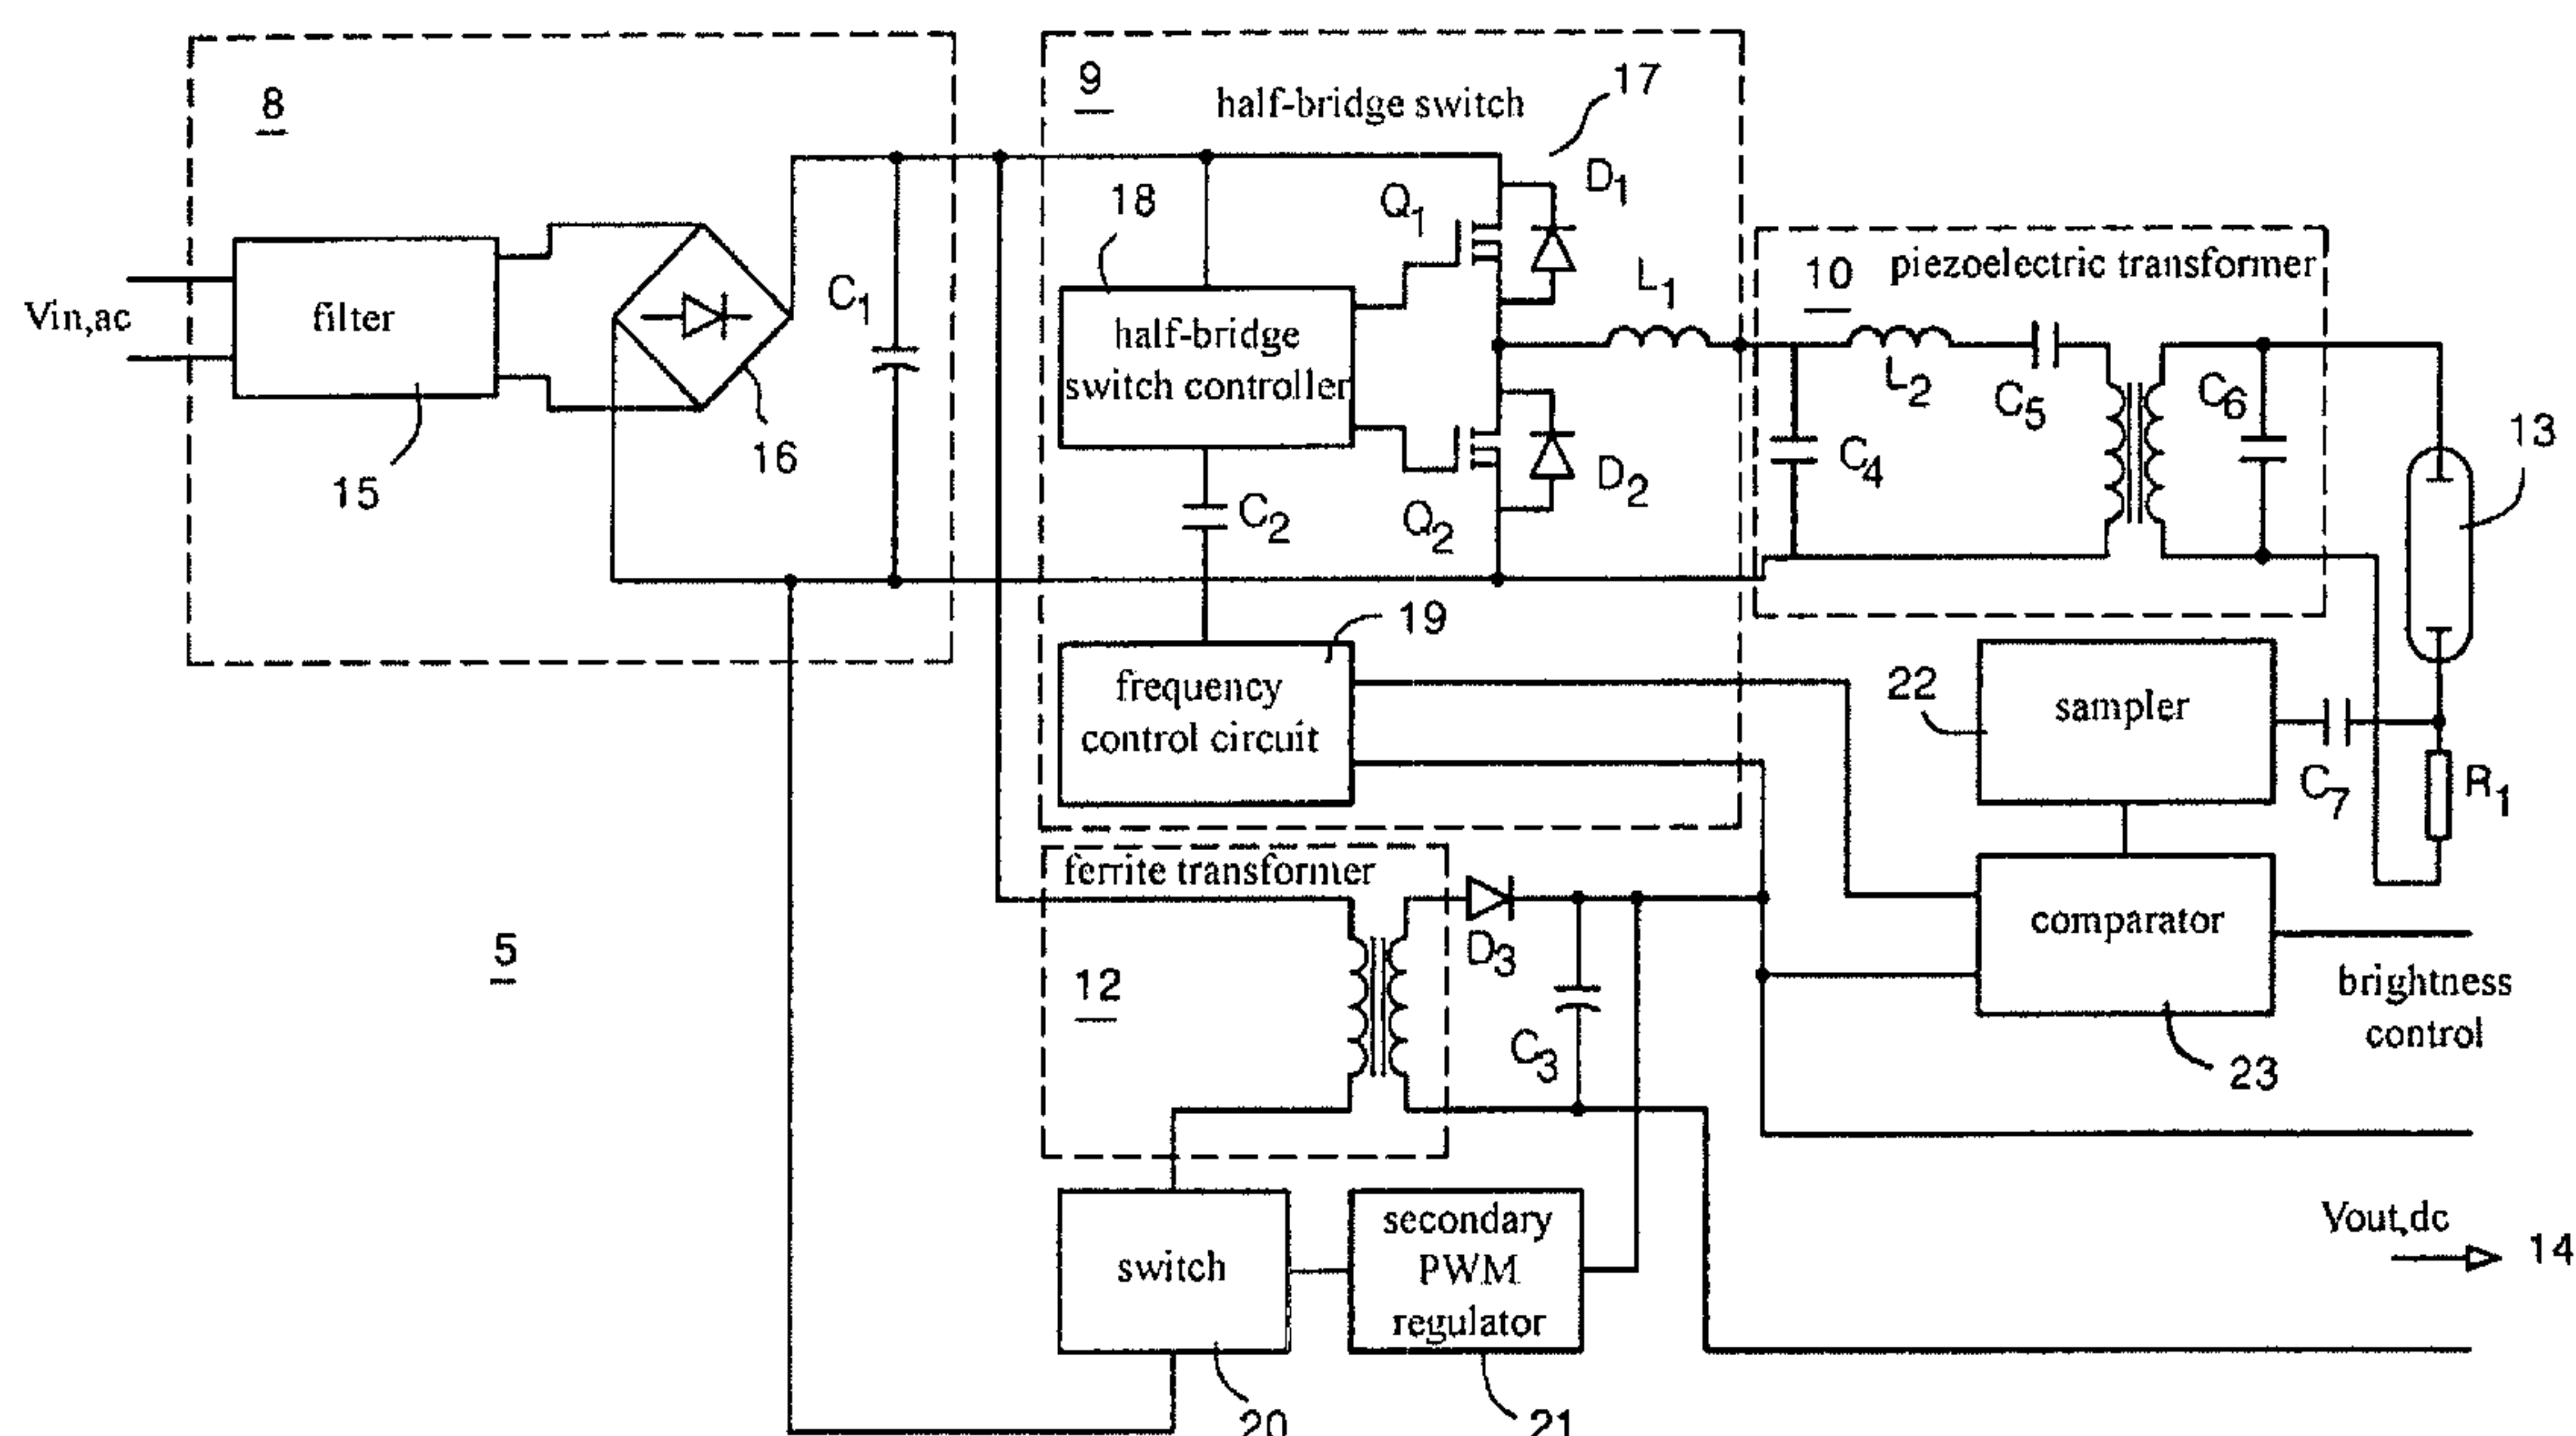 8
9
half-bridge switch
17
D1
Q1
18
L1
10
piezoelectric transformer
Vin,ac
filter
C1
half-bridge
switch controller
L2
C5
C6
16
15
C2
Q2
D2
C4
13
19
frequency
control circuit
22
sampler
C7
R1
ferrite transformer
5
12
D3
comparator
brightness
control
C3
23
switch
secondary
PWM
regulator
Vout,dc
14
20
21